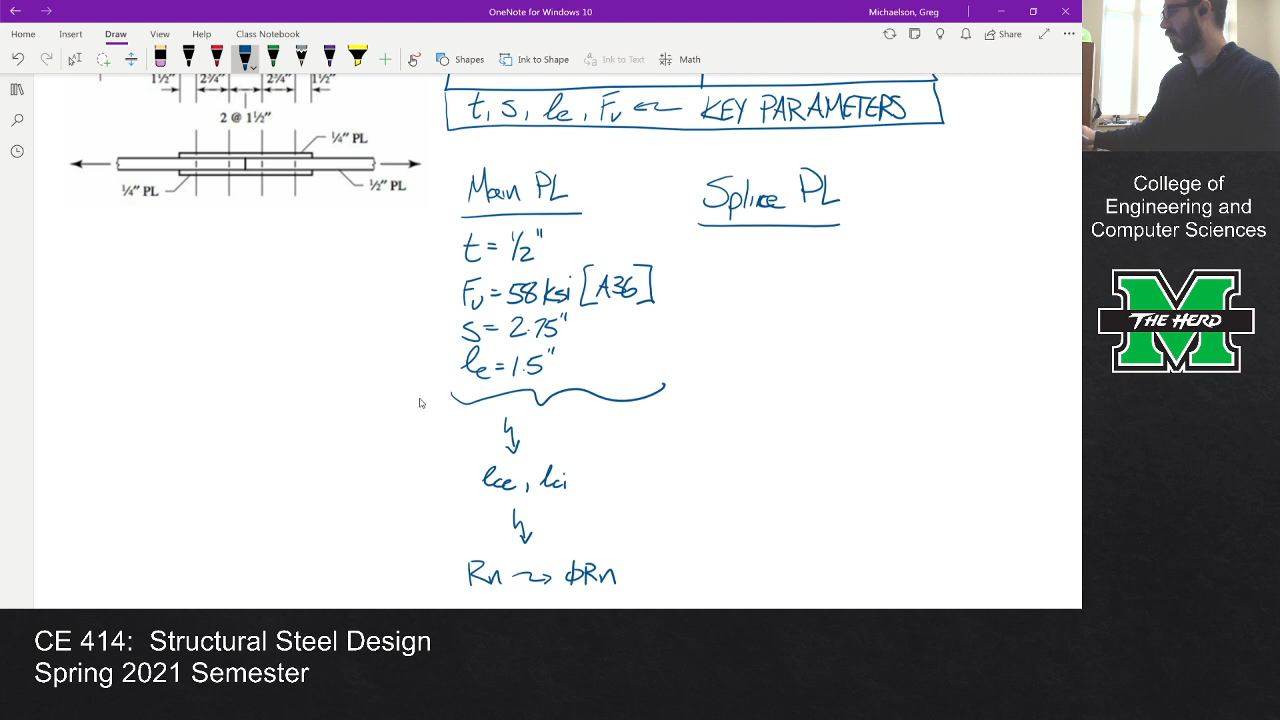 OneNote for Windows 10
Michaelson, Greg
Home Insert Draw View Help Class Notebook
Share
Shapes Ink to Shape Ink to Text Math
1½" 2¾" 2¾" 1½"
2 @ 1½"
¼" PL
¼" PL
½" PL
t, s, le, Fu ← KEY PARAMETERS
Main PL
t = ½"
Fu = 58 ksi [A36]
s = 2.75"
le = 1.5"
lce, lci
Rn → ϕRn
Splice PL
College of
Engineering and
Computer Sciences
THE HERD
CE 414: Structural Steel Design
Spring 2021 Semester